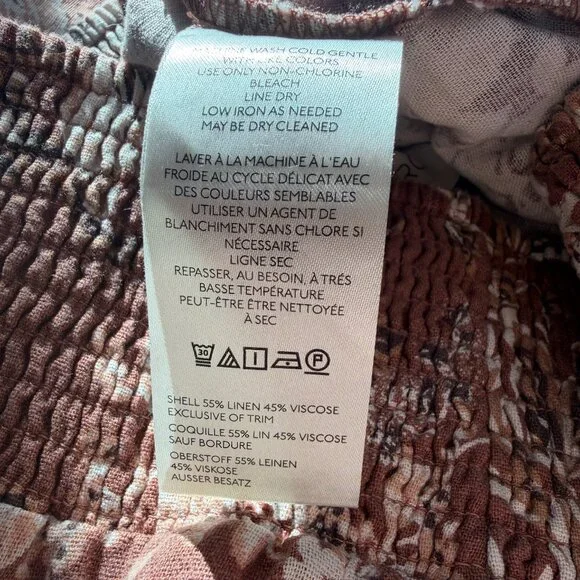 MACHINE WASH COLD GENTLE
WITH LIKE COLORS
USE ONLY NON-CHLORINE
BLEACH
LINE DRY
LOW IRON AS NEEDED
MAY BE DRY CLEANED
LAVER À LA MACHINE À L'EAU
FROIDE AU CYCLE DÉLICAT AVEC
DES COULEURS SEMBLABLES
UTILISER UN AGENT DE
BLANCHIMENT SANS CHLORE SI
NÉCESSAIRE
LIGNE SEC
REPASSER, AU BESOIN, À TRÉS
BASSE TEMPÉRATURE
PEUT-ÊTRE ÊTRE NETTOYÉE
À SEC
30 P
SHELL 55% LINEN 45% VISCOSE
EXCLUSIVE OF TRIM
COQUILLE 55% LIN 45% VISCOSE
SAUF BORDURE
OBERSTOFF 55% LEINEN
45% VISKOSE
AUSSER BESATZ